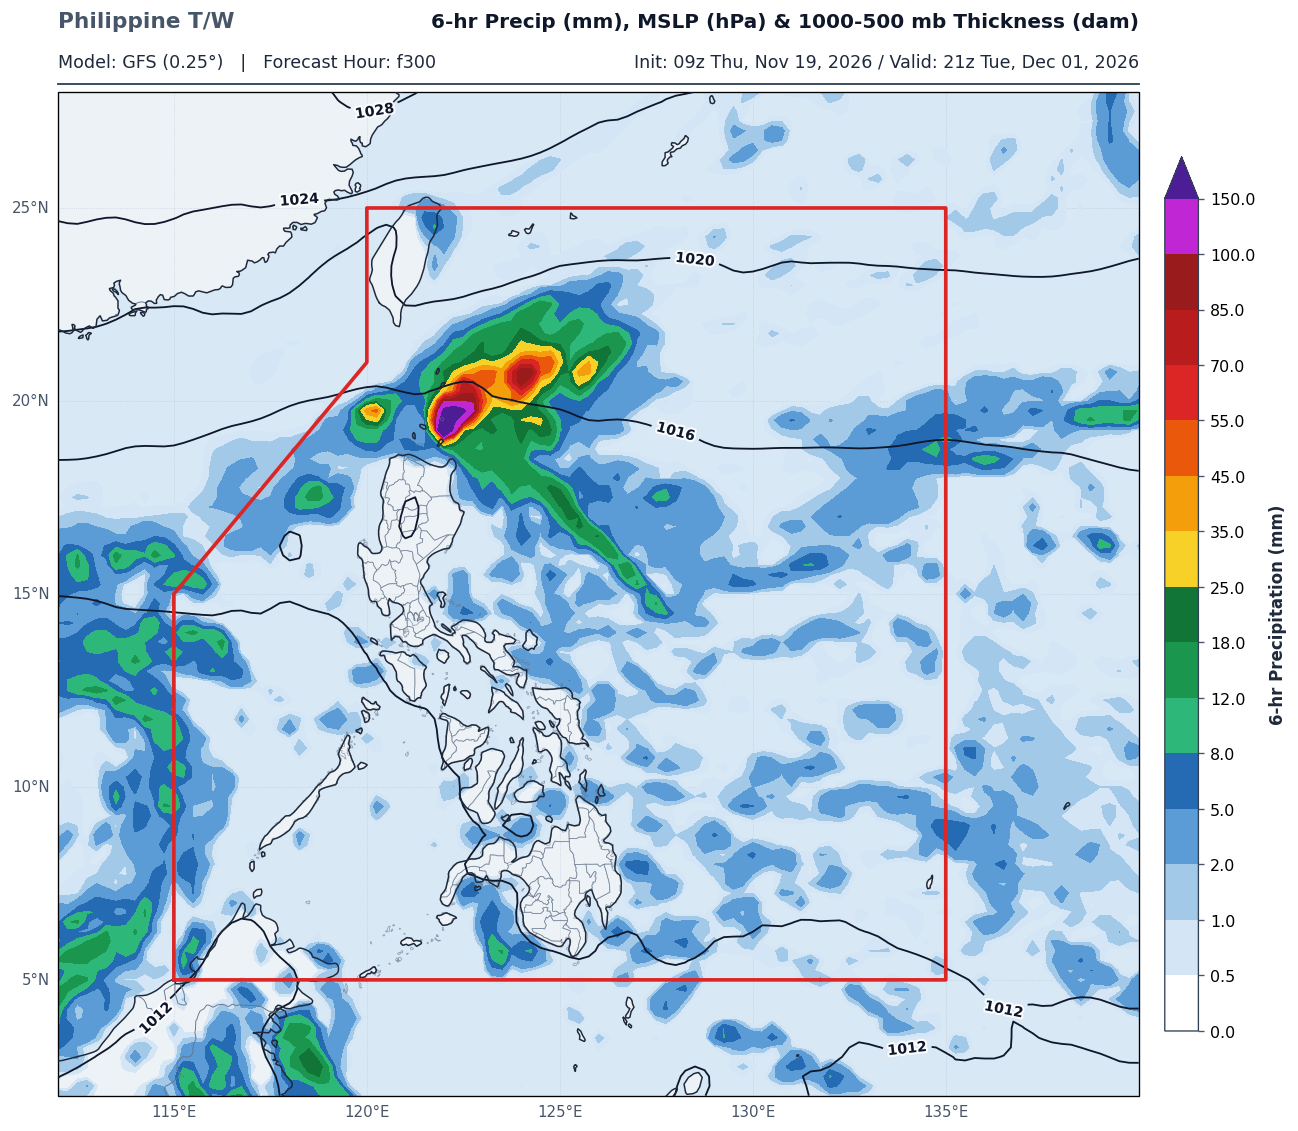 Philippine T/W
6-hr Precip (mm), MSLP (hPa) & 1000-500 mb Thickness (dam)
Model: GFS (0.25°) | Forecast Hour: f300
Init: 09z Thu, Nov 19, 2026 / Valid: 21z Tue, Dec 01, 2026
1028
1024
1020
1016
1012
1012
1012
25°N
20°N
15°N
10°N
5°N
115°E
120°E
125°E
130°E
135°E
150.0
100.0
85.0
70.0
55.0
45.0
35.0
25.0
18.0
12.0
8.0
5.0
2.0
1.0
0.5
0.0
6-hr Precipitation (mm)